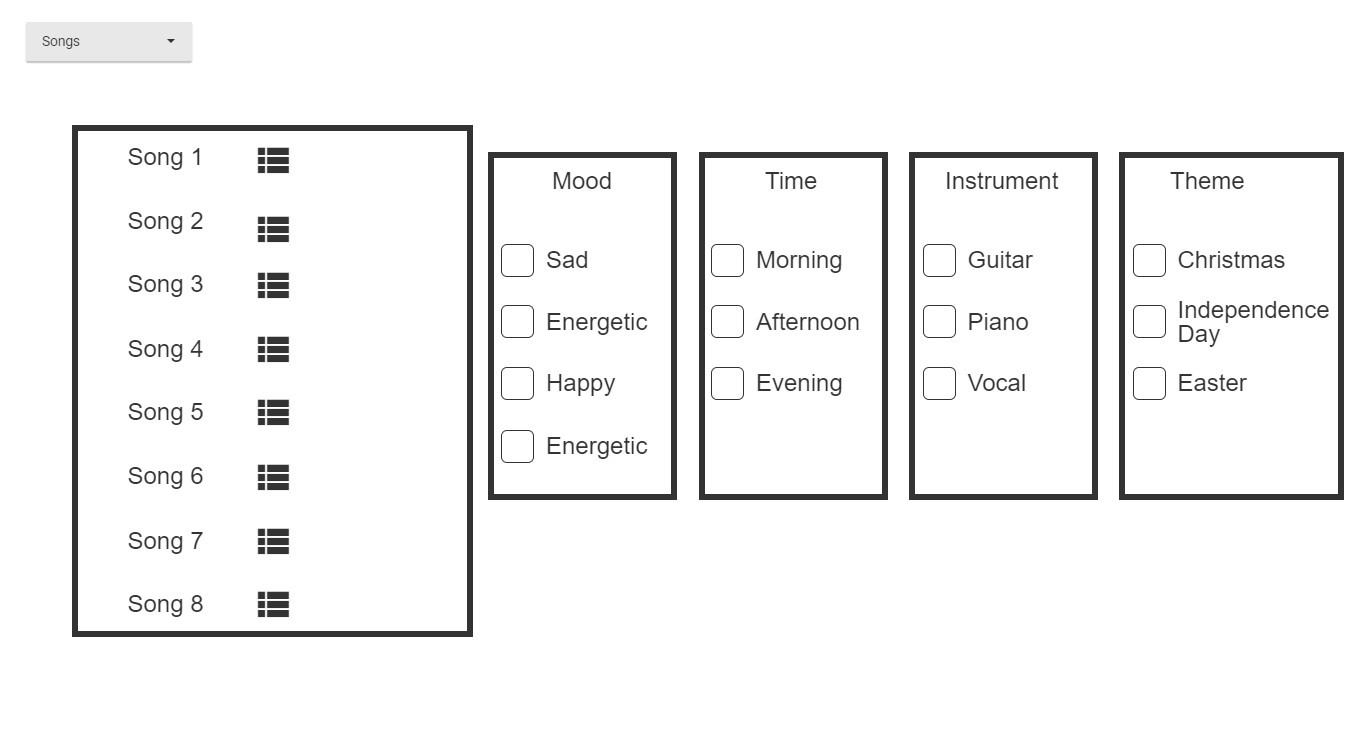 Songs
Song 1
Song 2
Song 3
Song 4
Song 5
Song 6
Song 7
Song 8
Mood
Sad
Energetic
Happy
Energetic
Time
Morning
Afternoon
Evening
Instrument
Guitar
Piano
Vocal
Theme
Christmas
Independence
Day
Easter